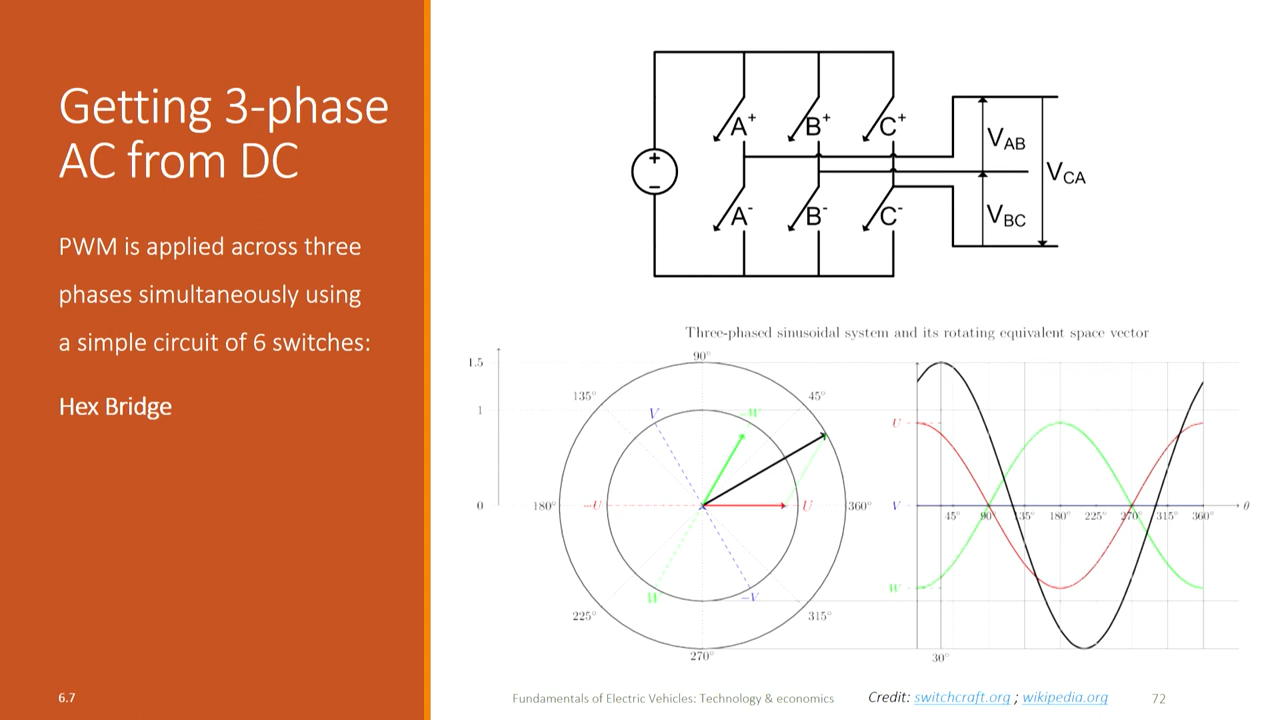 Getting 3-phase
AC from DC
PWM is applied across three
phases simultaneously using
a simple circuit of 6 switches:
Hex Bridge
A+
B+
C+
A-
B-
C-
VAB
VBC
VCA
Three-phased sinusoidal system and its rotating equivalent space vector
1.5
1
0
90°
135°
45°
180°
360°
225°
315°
270°
V
-W
-U
U
W
-V
U
V
W
45°
90°
135°
180°
225°
270°
315°
360°
θ
30°
6.7
Fundamentals of Electric Vehicles: Technology & economics
Credit: switchcraft.org ; wikipedia.org
72